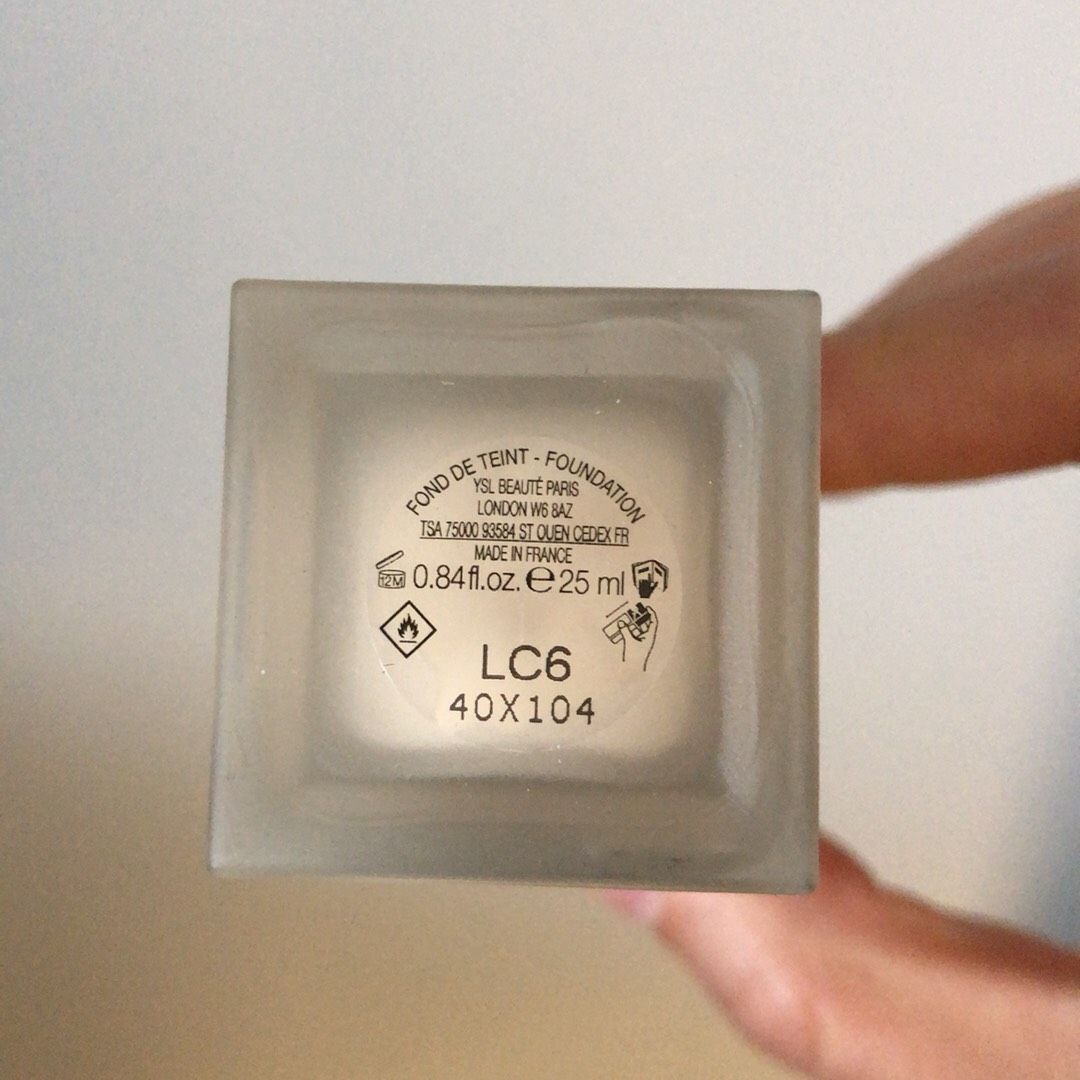 FOND DE TEINT - FOUNDATION
YSL BEAUTÉ PARIS
LONDON W6 8AZ
TSA 75000 93584 ST OUEN CEDEX FR
MADE IN FRANCE
12M 0.84fl.oz. ℮ 25 ml
LC6
40X104